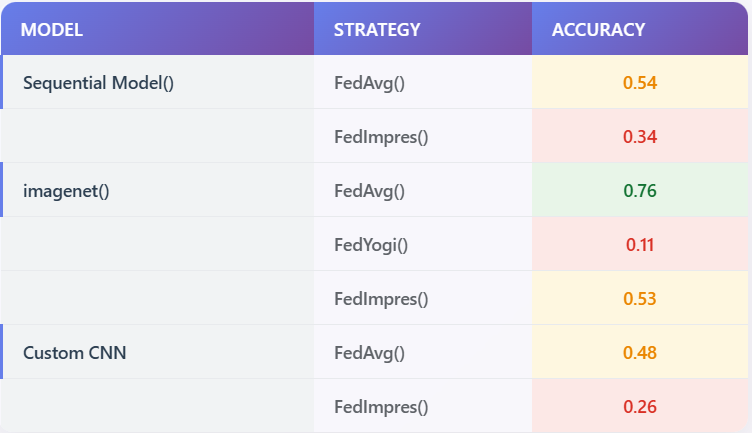 MODEL STRATEGY ACCURACY
Sequential Model() FedAvg() 0.54
FedImpres() 0.34
imagenet() FedAvg() 0.76
FedYogi() 0.11
FedImpres() 0.53
Custom CNN FedAvg() 0.48
FedImpres() 0.26